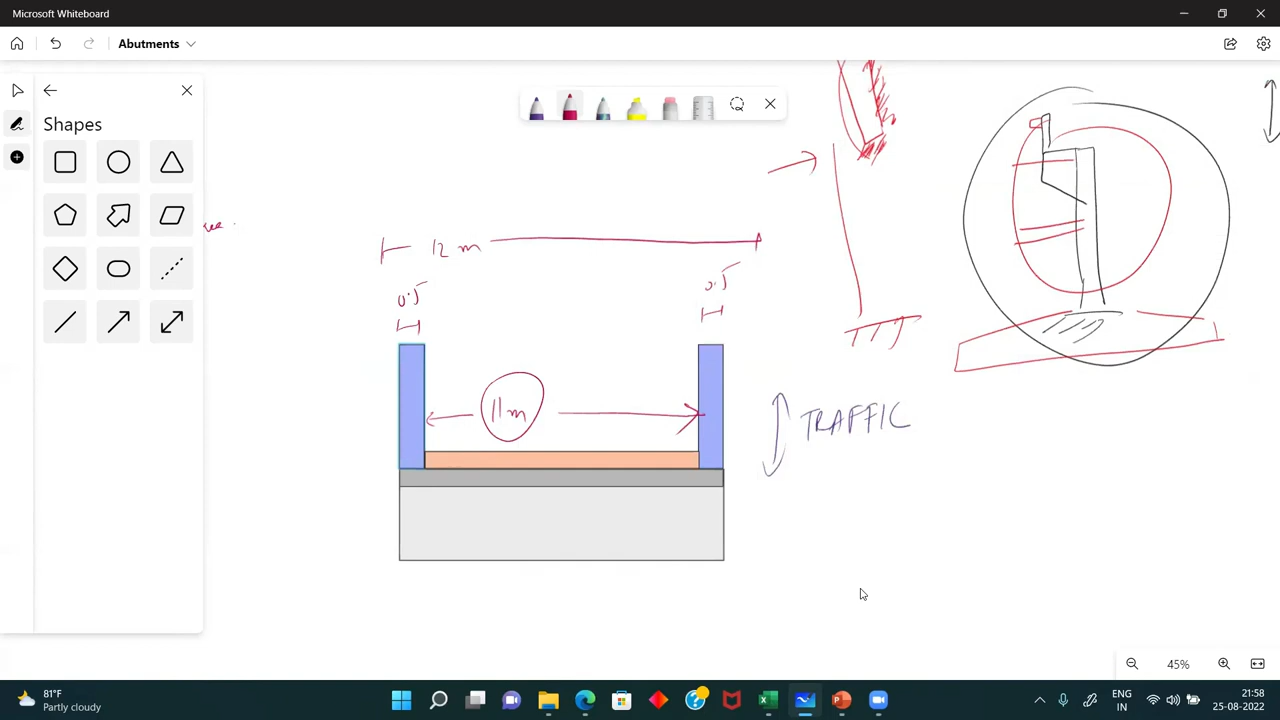 Microsoft Whiteboard
Abutments
Shapes
12 m
0.5
0.5
11m
TRAFFIC
45%
81°F
Partly cloudy
ENG
IN
21:58
25-08-2022